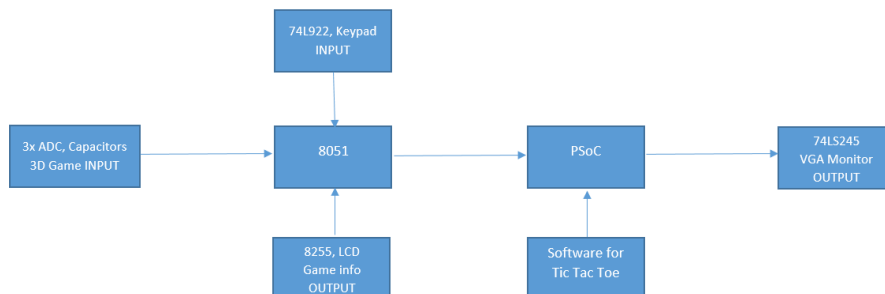 74L922, Keypad
INPUT
3x ADC, Capacitors
3D Game INPUT
8051
PSoC
74LS245
VGA Monitor
OUTPUT
8255, LCD
Game info
OUTPUT
Software for
Tic Tac Toe